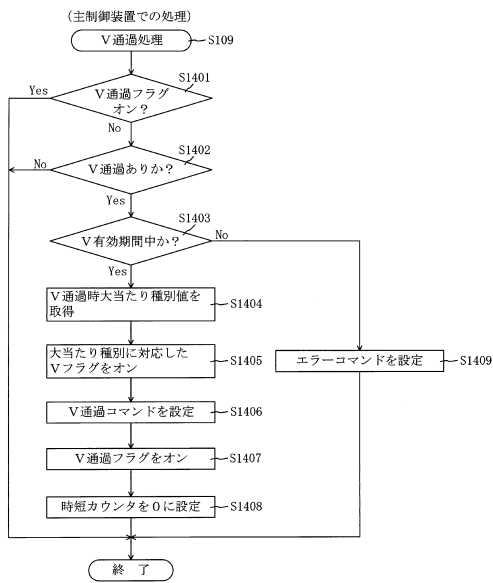 (主制御装置での処理)
V通過処理
S109
S1401
Yes
V通過フラグ
オン?
No
S1402
No
V通過ありか?
Yes
S1403
V有効期間中か?
No
Yes
V通過時大当たり種別値を
取得
S1404
大当たり種別に対応した
Vフラグをオン
S1405
エラーコマンドを設定
S1409
V通過コマンドを設定
S1406
V通過フラグをオン
S1407
時短カウンタを0に設定
S1408
終 了